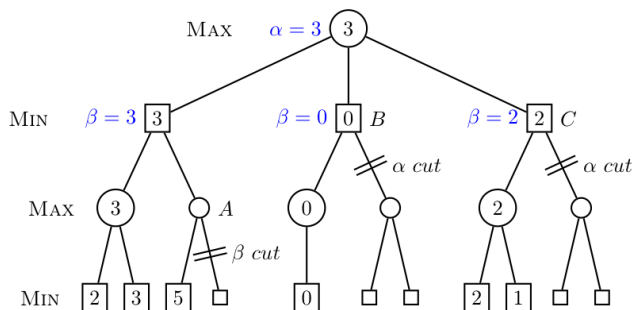 MAX α = 3 3
MIN β = 3 3 β = 0 0 B β = 2 2 C
α cut α cut
MAX 3 A 0 2
β cut
MIN 2 3 5 0 2 1